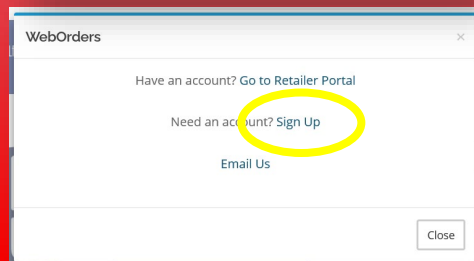 WebOrders ×
Have an account? Go to Retailer Portal
Need an account? Sign Up
Email Us
Close